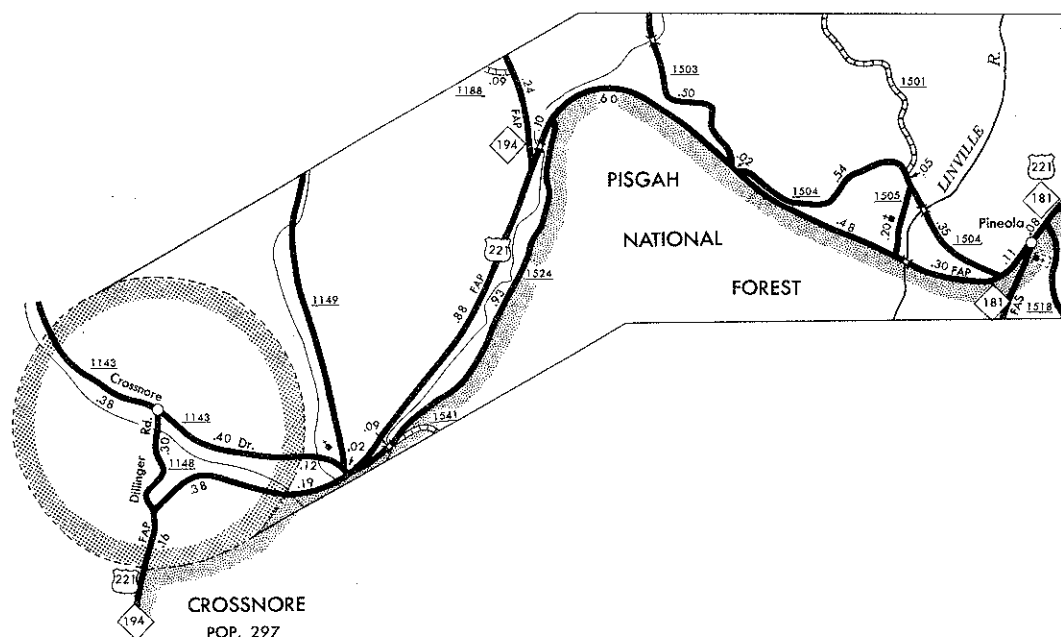 1503
.50
1501
LINVILLE R.
1188
.09
.24
FAP
194
.10
.60
PISGAH
NATIONAL
FOREST
.02
1504
.54
.05
1505
.20
.48
.35
1504
.30 FAP
221
181
Pineola
.08
.11
181
FAS
1518
221
FAP
.88
.93
1524
1149
1143
Crossnore
.38
1143
.40 Dr.
Rd.
.30
Dillinger
1148
.38
.12
.19
.02
.09
1541
FAP
.16
221
194
CROSSNORE
POP. 297